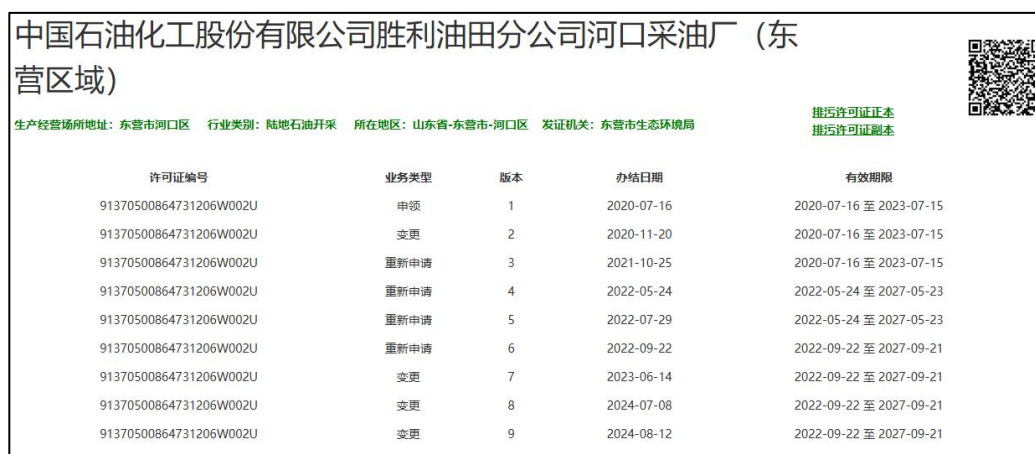 中国石油化工股份有限公司胜利油田分公司河口采油厂（东
营区域）
生产经营场所地址：东营市河口区 行业类别：陆地石油开采 所在地区：山东省-东营市-河口区 发证机关：东营市生态环境局
排污许可证正本
排污许可证副本
许可证编号 业务类型 版本 办结日期 有效期限
91370500864731206W002U 申领 1 2020-07-16 2020-07-16 至 2023-07-15
91370500864731206W002U 变更 2 2020-11-20 2020-07-16 至 2023-07-15
91370500864731206W002U 重新申请 3 2021-10-25 2020-07-16 至 2023-07-15
91370500864731206W002U 重新申请 4 2022-05-24 2022-05-24 至 2027-05-23
91370500864731206W002U 重新申请 5 2022-07-29 2022-05-24 至 2027-05-23
91370500864731206W002U 重新申请 6 2022-09-22 2022-09-22 至 2027-09-21
91370500864731206W002U 变更 7 2023-06-14 2022-09-22 至 2027-09-21
91370500864731206W002U 变更 8 2024-07-08 2022-09-22 至 2027-09-21
91370500864731206W002U 变更 9 2024-08-12 2022-09-22 至 2027-09-21